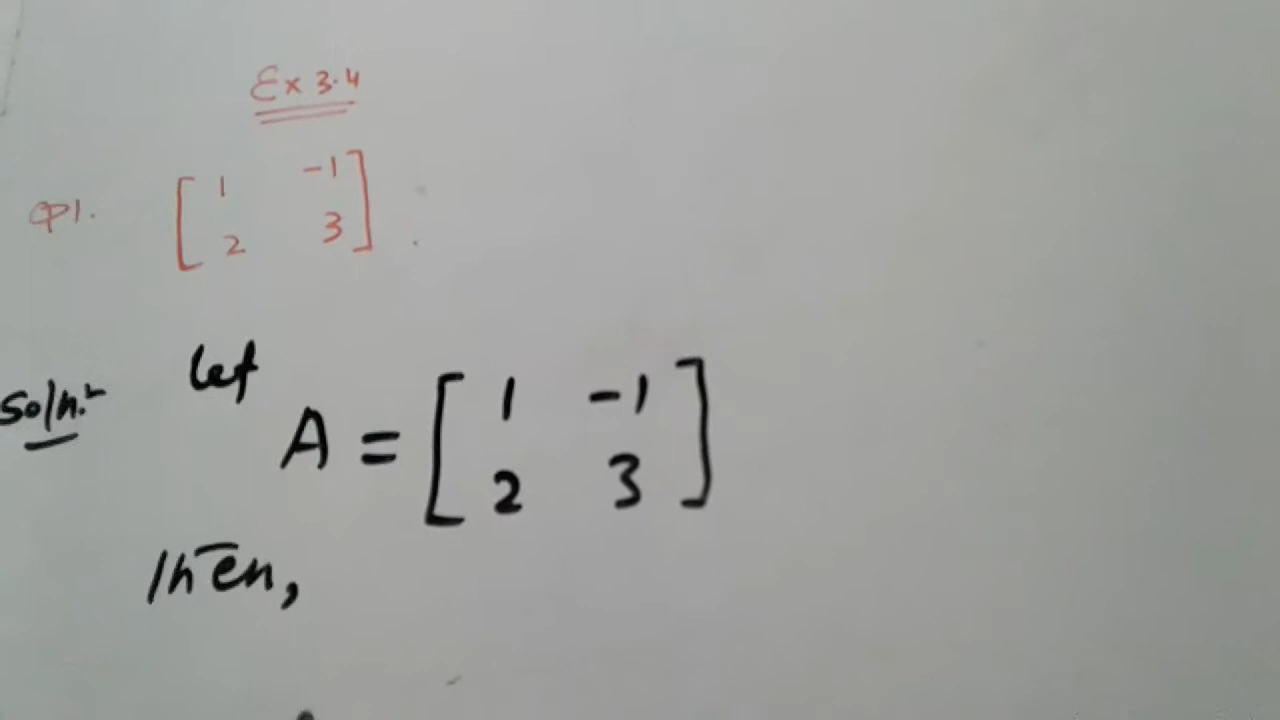 Ex 3.4
Q1. [ 1 -1
2 3 ]
Soln:- let
A = [ 1 -1
2 3 ]
Then,